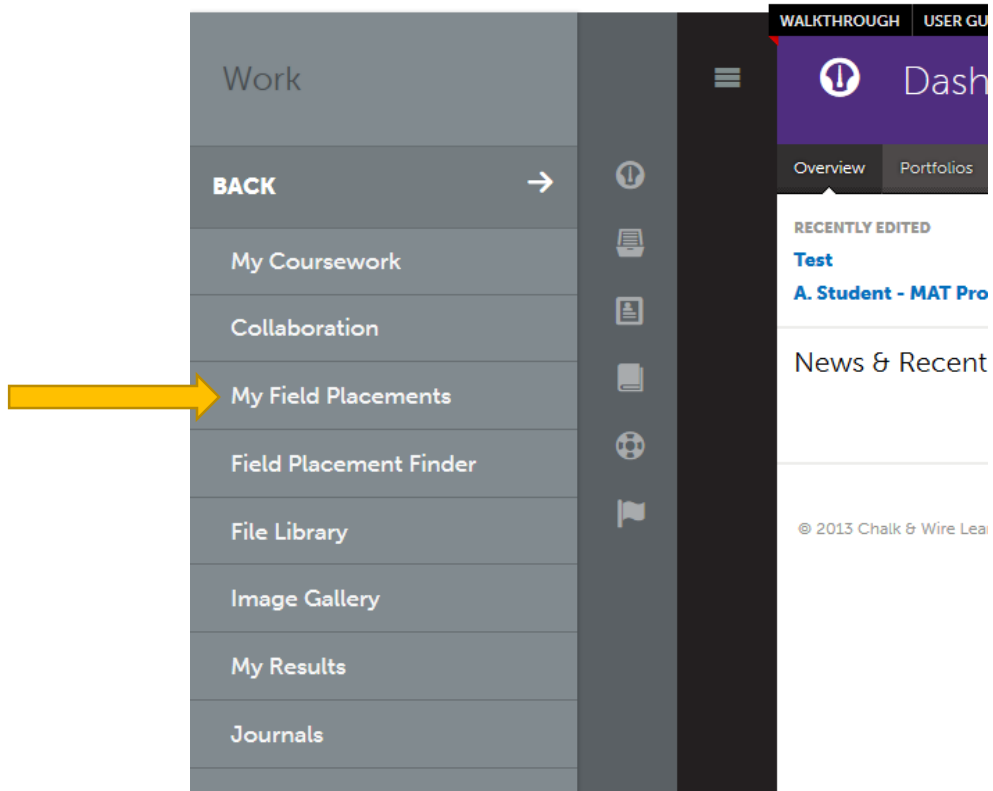 Work
BACK
My Coursework
Collaboration
My Field Placements
Field Placement Finder
File Library
Image Gallery
My Results
Journals
WALKTHROUGH USER GU
Dash
Overview Portfolios
RECENTLY EDITED
Test
A. Student - MAT Pro
News & Recent
© 2013 Chalk & Wire Lear